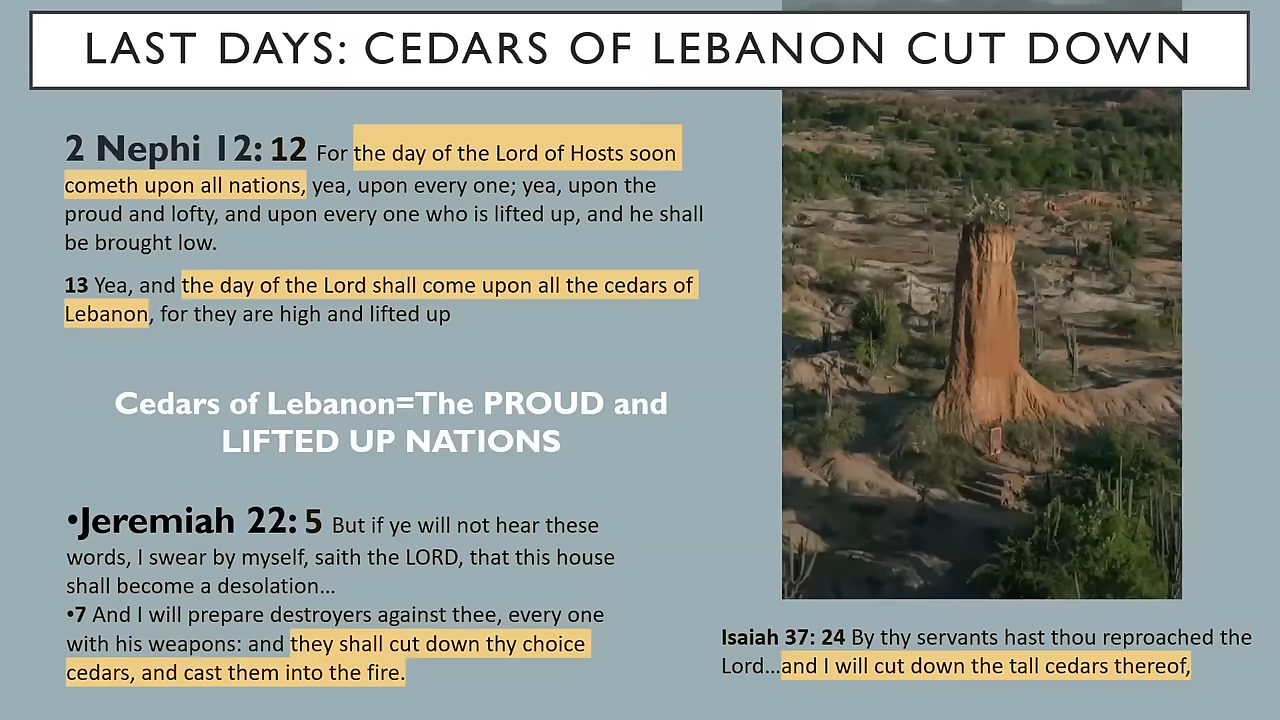 LAST DAYS: CEDARS OF LEBANON CUT DOWN
2 Nephi 12: 12 For the day of the Lord of Hosts soon
cometh upon all nations, yea, upon every one; yea, upon the
proud and lofty, and upon every one who is lifted up, and he shall
be brought low.
13 Yea, and the day of the Lord shall come upon all the cedars of
Lebanon, for they are high and lifted up
Cedars of Lebanon=The PROUD and
LIFTED UP NATIONS
•Jeremiah 22: 5 But if ye will not hear these
words, I swear by myself, saith the LORD, that this house
shall become a desolation…
•7 And I will prepare destroyers against thee, every one
with his weapons: and they shall cut down thy choice
cedars, and cast them into the fire.
Isaiah 37: 24 By thy servants hast thou reproached the
Lord…and I will cut down the tall cedars thereof,